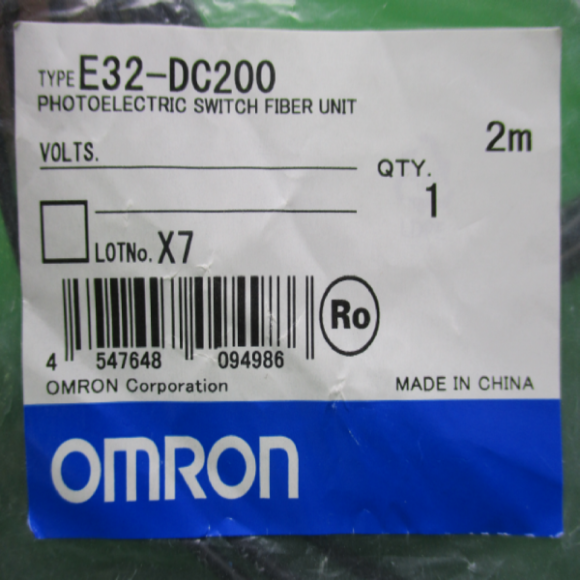 TYPE E32-DC200
PHOTOELECTRIC SWITCH FIBER UNIT
2m
VOLTS.
QTY.
1
LOTNo. X7
Ro
4 547648 094986
OMRON Corporation
MADE IN CHINA
OMRON